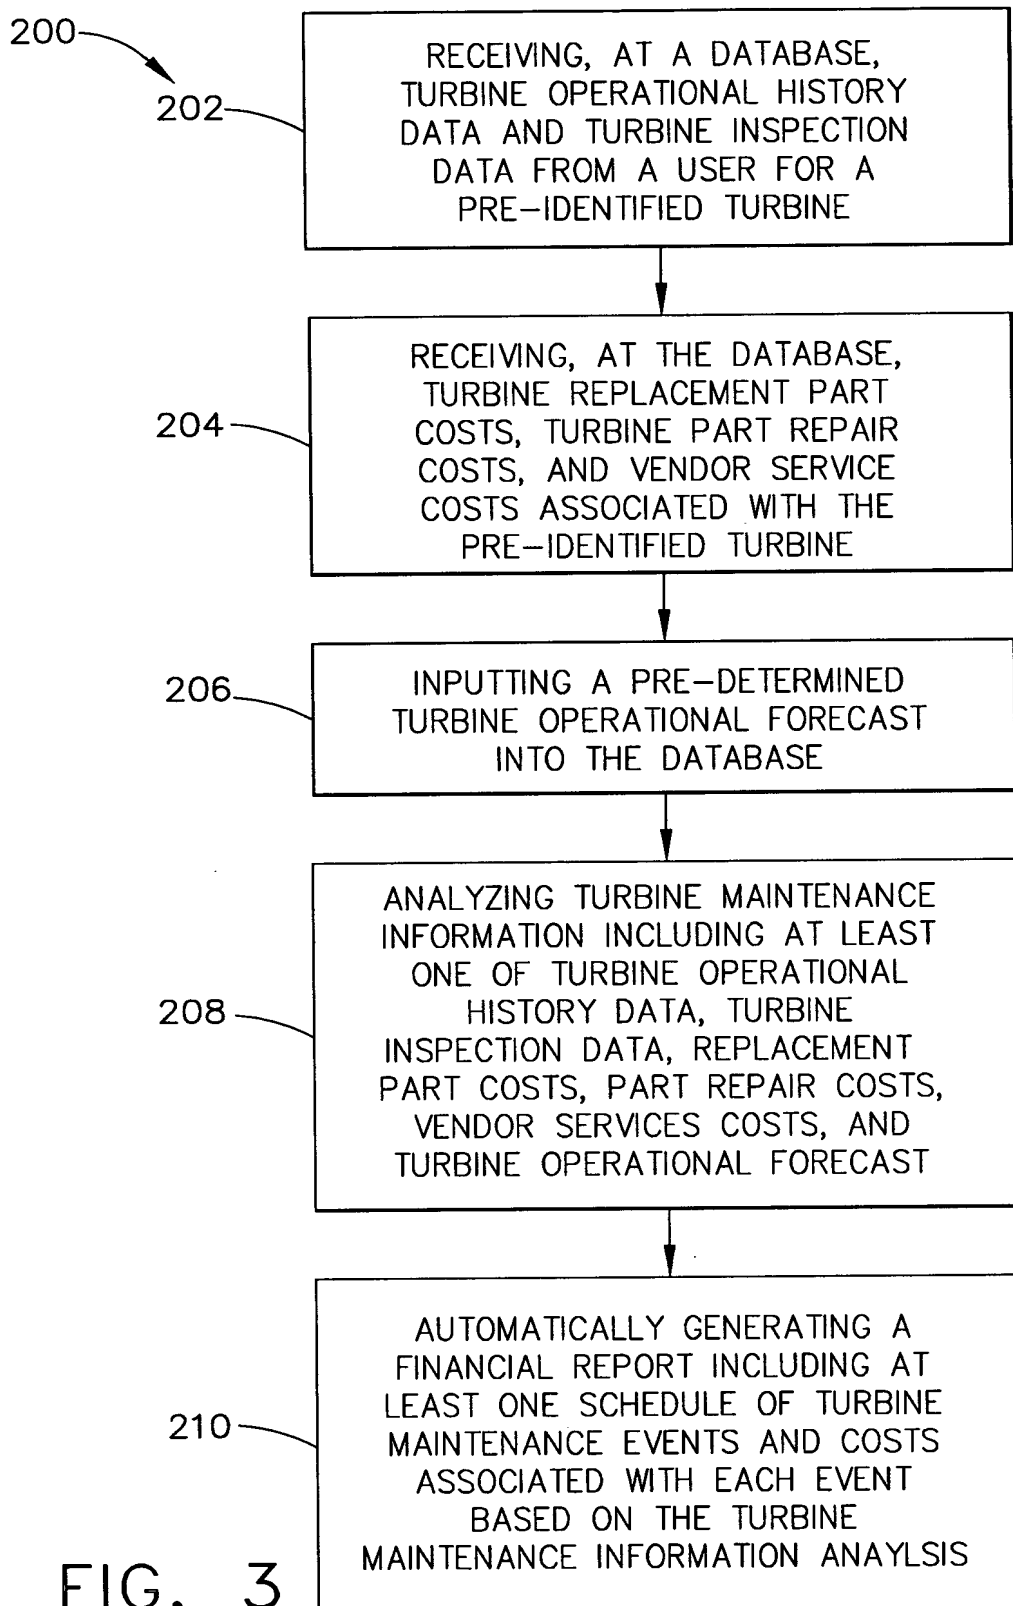 200
202
RECEIVING, AT A DATABASE,
TURBINE OPERATIONAL HISTORY
DATA AND TURBINE INSPECTION
DATA FROM A USER FOR A
PRE-IDENTIFIED TURBINE
204
RECEIVING, AT THE DATABASE,
TURBINE REPLACEMENT PART
COSTS, TURBINE PART REPAIR
COSTS, AND VENDOR SERVICE
COSTS ASSOCIATED WITH THE
PRE-IDENTIFIED TURBINE
206
INPUTTING A PRE-DETERMINED
TURBINE OPERATIONAL FORECAST
INTO THE DATABASE
208
ANALYZING TURBINE MAINTENANCE
INFORMATION INCLUDING AT LEAST
ONE OF TURBINE OPERATIONAL
HISTORY DATA, TURBINE
INSPECTION DATA, REPLACEMENT
PART COSTS, PART REPAIR COSTS,
VENDOR SERVICES COSTS, AND
TURBINE OPERATIONAL FORECAST
210
AUTOMATICALLY GENERATING A
FINANCIAL REPORT INCLUDING AT
LEAST ONE SCHEDULE OF TURBINE
MAINTENANCE EVENTS AND COSTS
ASSOCIATED WITH EACH EVENT
BASED ON THE TURBINE
MAINTENANCE INFORMATION ANAYLSIS
FIG. 3